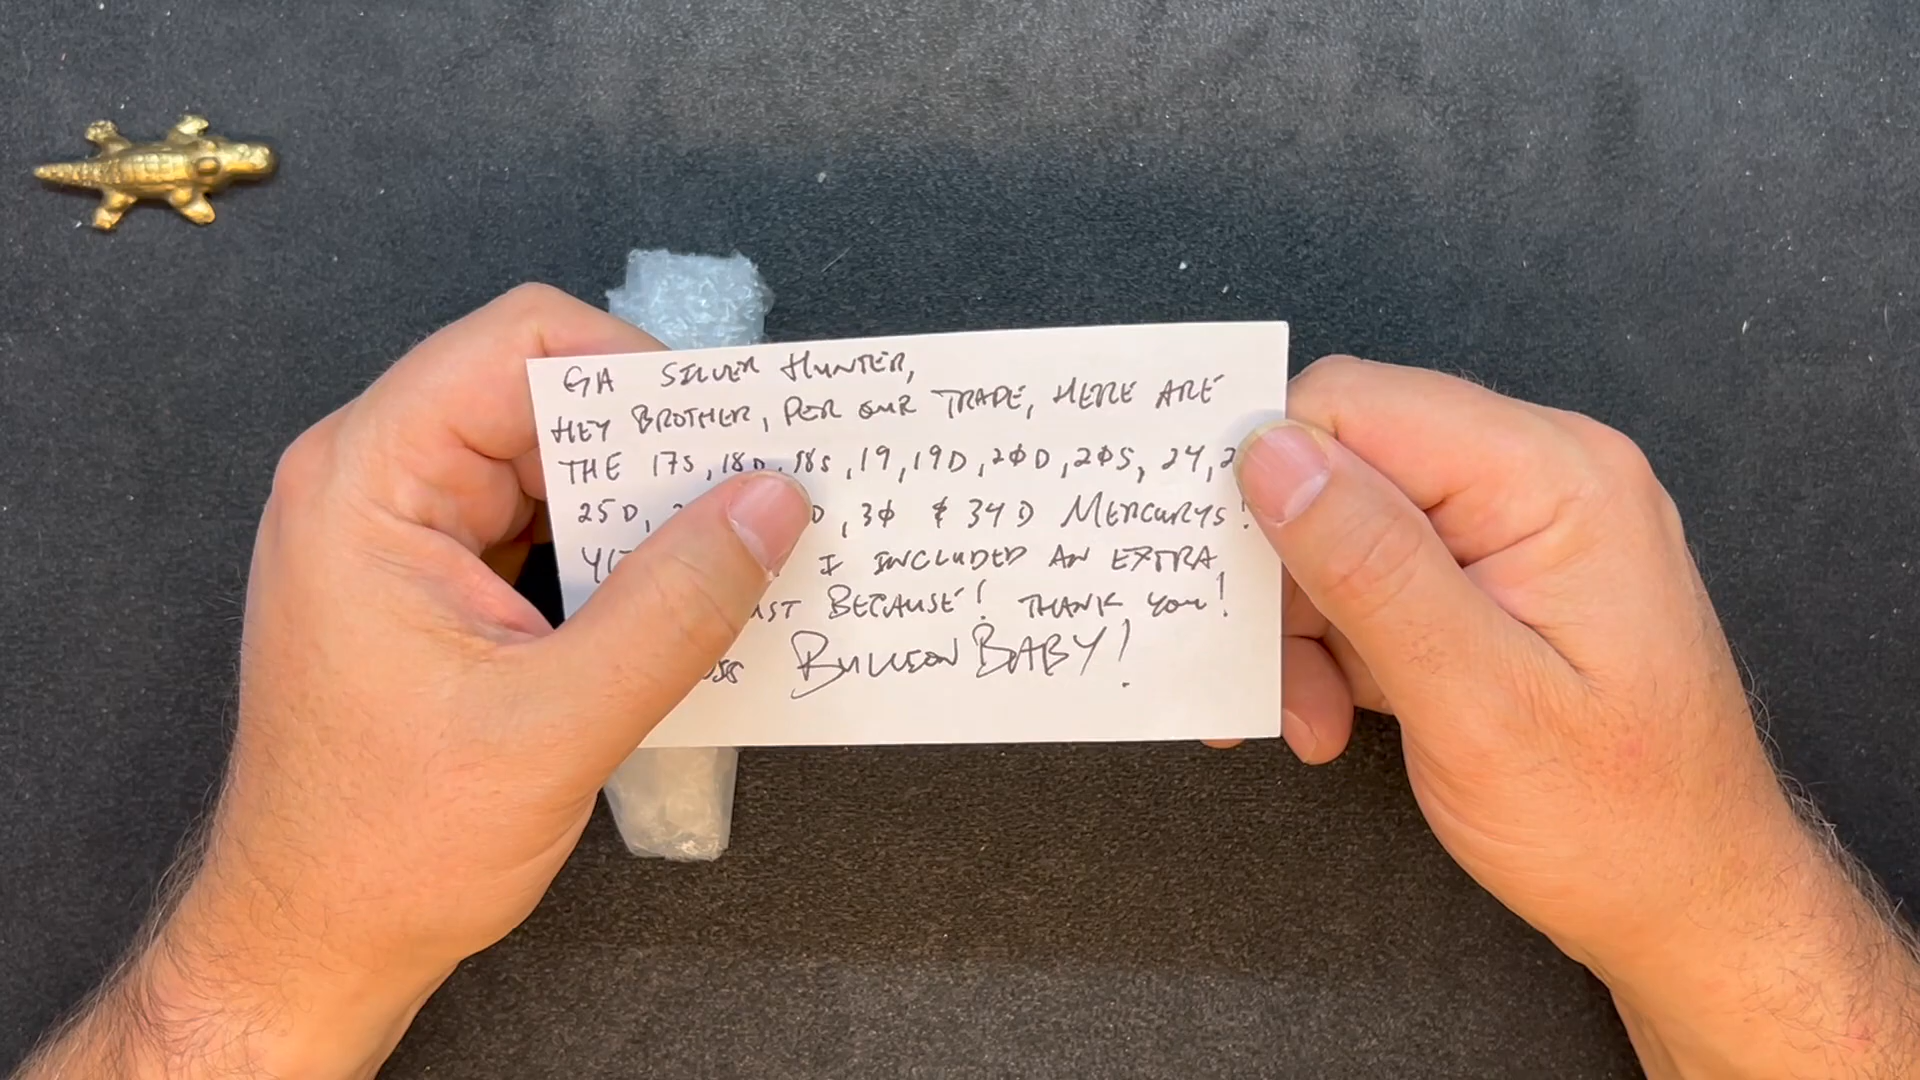 GA SILVER HUNTER,
HEY BROTHER, PER OUR TRADE, HERE ARE
THE 17S, 18D, 18S, 19, 19D, 20D, 20S, 24,
25D, 30 & 34D MERCURYS!
I INCLUDED AN EXTRA
BECAUSE! THANK YOU!
BULLION BABY!